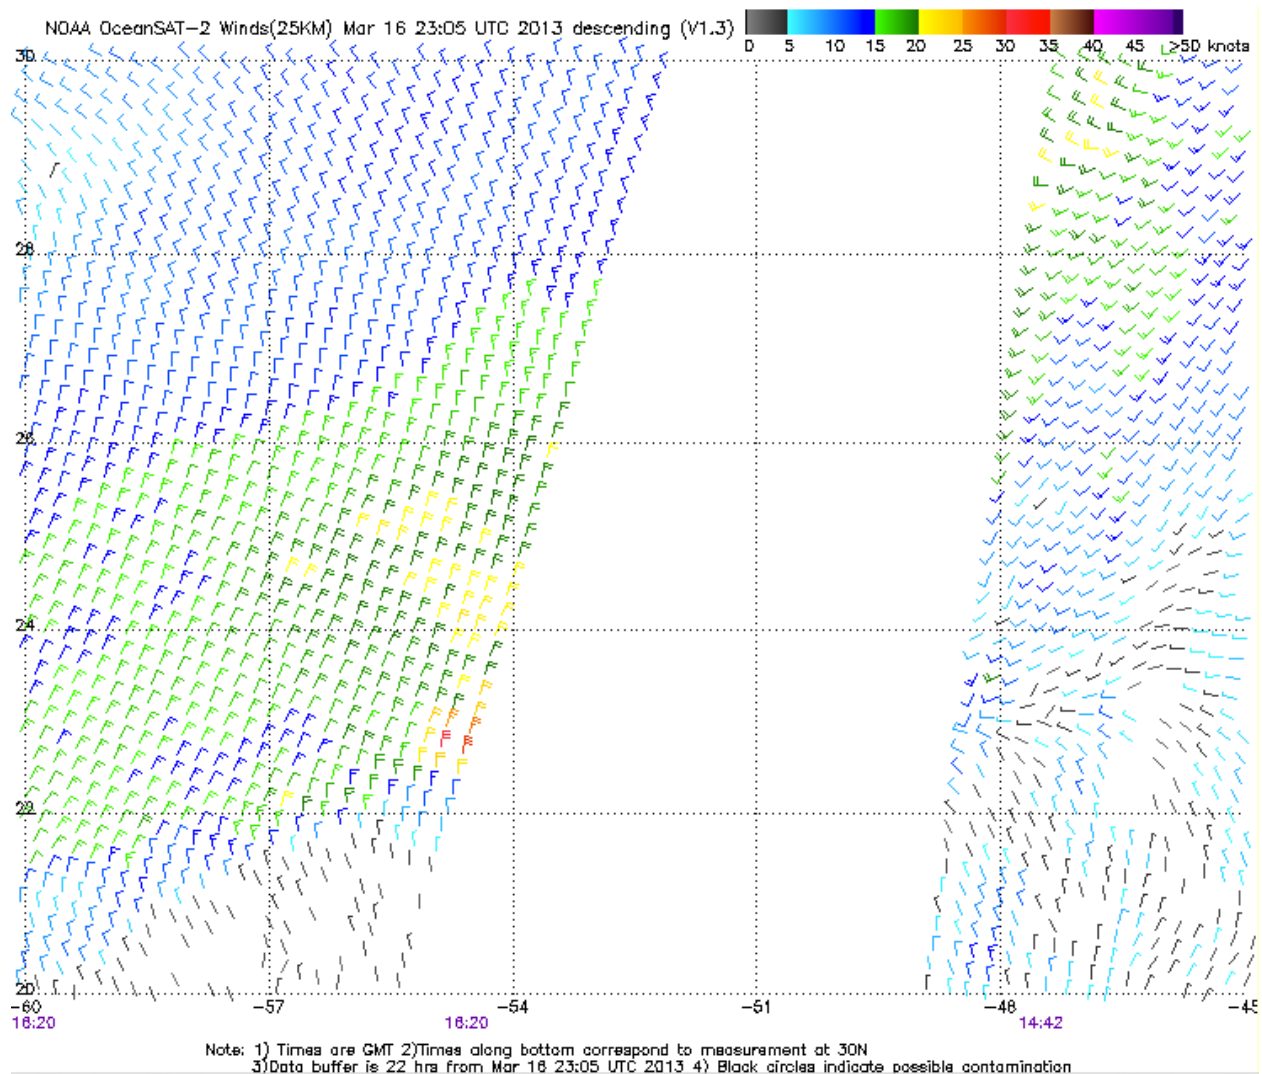 NOAA OceanSAT-2 Winds(25KM) Mar 16 23:05 UTC 2013 descending (V1.3)
0 5 10 15 20 25 30 35 40 45 >50 knots
30
28
26
24
22
20
-60 -57 -54 -51 -48 -45
16:20 16:20 14:42
Note: 1) Times are GMT 2)Times along bottom correspond to measurement at 30N
3)Data buffer is 22 hrs from Mar 16 23:05 UTC 2013 4) Black circles indicate possible contamination